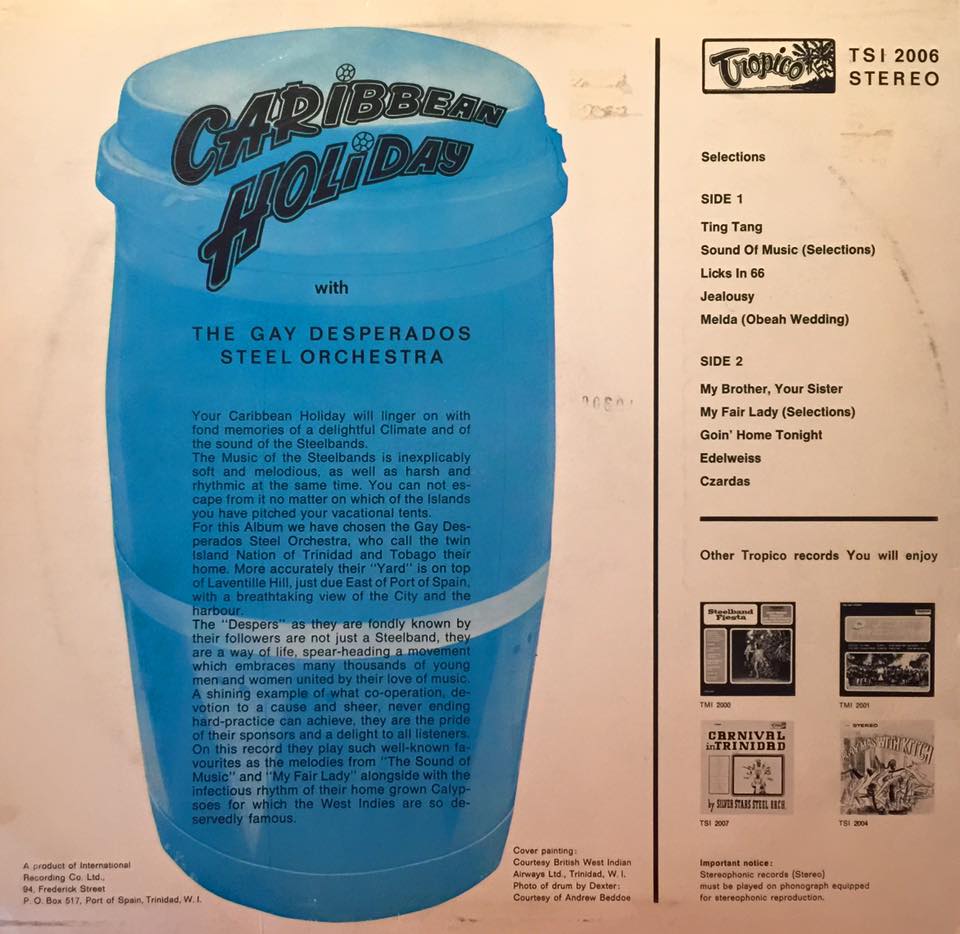 CARIBBEAN
HOLIDAY
with
THE GAY DESPERADOS
STEEL ORCHESTRA
Your Caribbean Holiday will linger on with
fond memories of a delightful Climate and of
the sound of the Steelbands.
The Music of the Steelbands is inexplicably
soft and melodious, as well as harsh and
rhythmic at the same time. You can not es-
cape from it no matter on which of the Islands
you have pitched your vacational tents.
For this Album we have chosen the Gay Des-
perados Steel Orchestra, who call the twin
Island Nation of Trinidad and Tobago their
home. More accurately their "Yard" is on top
of Laventille Hill, just due East of Port of Spain,
with a breathtaking view of the City and the
harbour.
The "Despers" as they are fondly known by
their followers are not just a Steelband, they
are a way of life, spear-heading a movement
which embraces many thousands of young
men and women united by their love of music.
A shining example of what co-operation, de-
votion to a cause and sheer, never ending
hard-practice can achieve, they are the pride
of their sponsors and a delight to all listeners.
On this record they play such well-known fa-
vourites as the melodies from "The Sound of
Music" and "My Fair Lady" alongside with the
infectious rhythm of their home grown Calyp-
soes for which the West Indies are so de-
servedly famous.
A product of International
Recording Co. Ltd.,
94, Frederick Street
P. O. Box 517, Port of Spain, Trinidad, W. I.
Cover painting:
Courtesy British West Indian
Airways Ltd., Trinidad, W. I.
Photo of drum by Dexter:
Courtesy of Andrew Beddoe
Tropico
TSI 2006
STEREO
Selections
SIDE 1
Ting Tang
Sound Of Music (Selections)
Licks In 66
Jealousy
Melda (Obeah Wedding)
SIDE 2
My Brother, Your Sister
My Fair Lady (Selections)
Goin' Home Tonight
Edelweiss
Czardas
Other Tropico records You will enjoy
Steelband
Fiesta
TMI 2000
TMI 2001
CARNIVAL
in TRINIDAD
by SILVER STARS STEEL ORCH.
TSI 2007
STEREO
WITH KITCH
TSI 2004
Important notice:
Stereophonic records (Stereo)
must be played on phonograph equipped
for stereophonic reproduction.